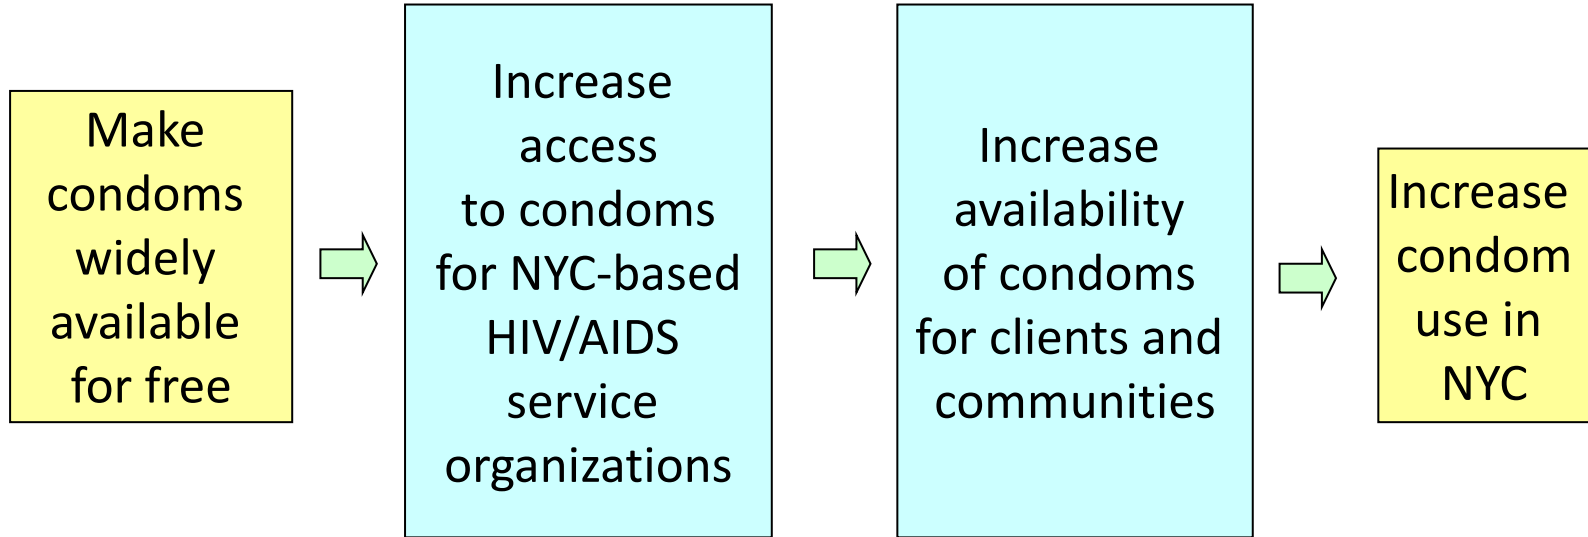 Make
condoms
widely
available
for free
Increase
access
to condoms
for NYC-based
HIV/AIDS
service
organizations
Increase
availability
of condoms
for clients and
communities
Increase
condom
use in
NYC